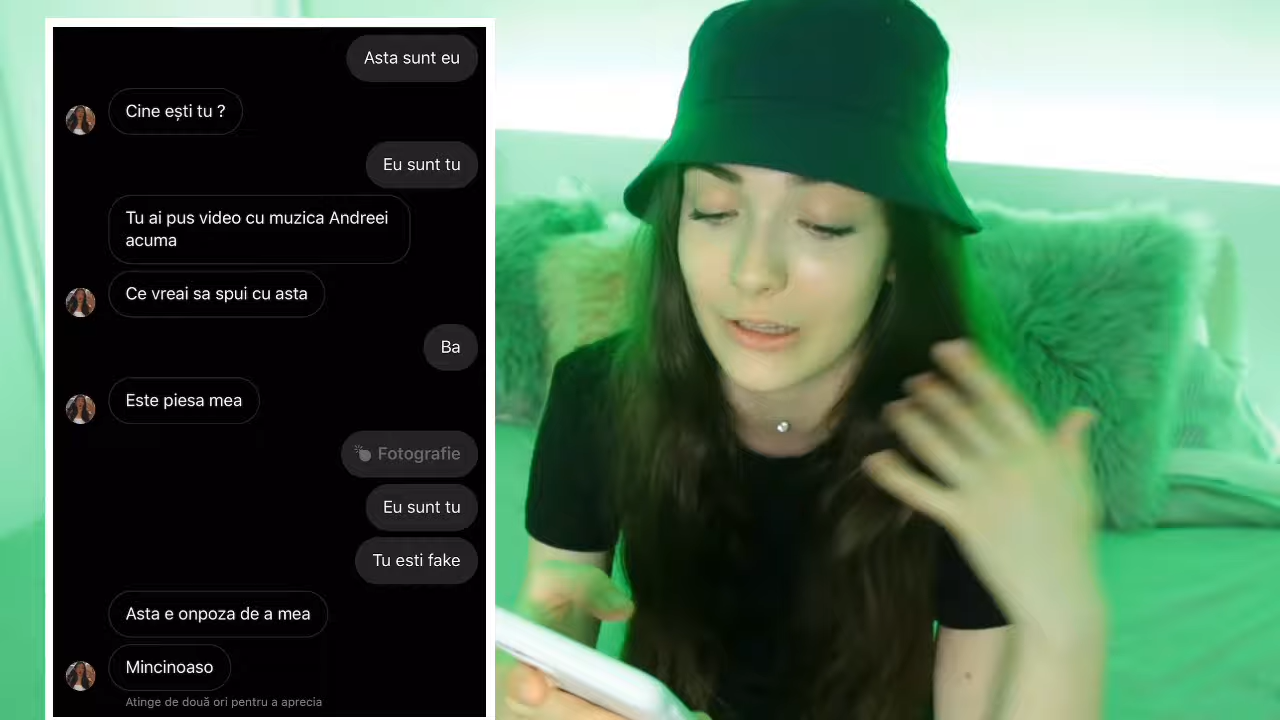 Asta sunt eu
Cine ești tu ?
Eu sunt tu
Tu ai pus video cu muzica Andreei
acuma
Ce vreai sa spui cu asta
Ba
Este piesa mea
Fotografie
Eu sunt tu
Tu esti fake
Asta e onpoza de a mea
Mincinoaso
Atinge de două ori pentru a aprecia